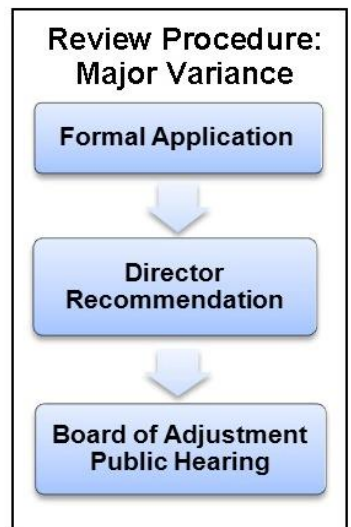 Review Procedure:
Major Variance
Formal Application
Director
Recommendation
Board of Adjustment
Public Hearing